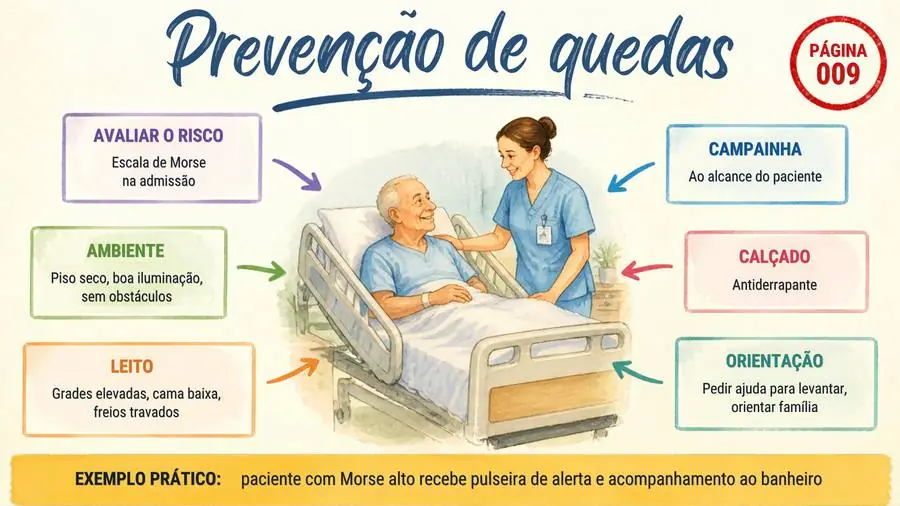 Prevenção de quedas
PÁGINA
009
AVALIAR O RISCO
Escala de Morse
na admissão
AMBIENTE
Piso seco, boa iluminação,
sem obstáculos
LEITO
Grades elevadas, cama baixa,
freios travados
CAMPAINHA
Ao alcance do paciente
CALÇADO
Antiderrapante
ORIENTAÇÃO
Pedir ajuda para levantar,
orientar família
EXEMPLO PRÁTICO: paciente com Morse alto recebe pulseira de alerta e acompanhamento ao banheiro